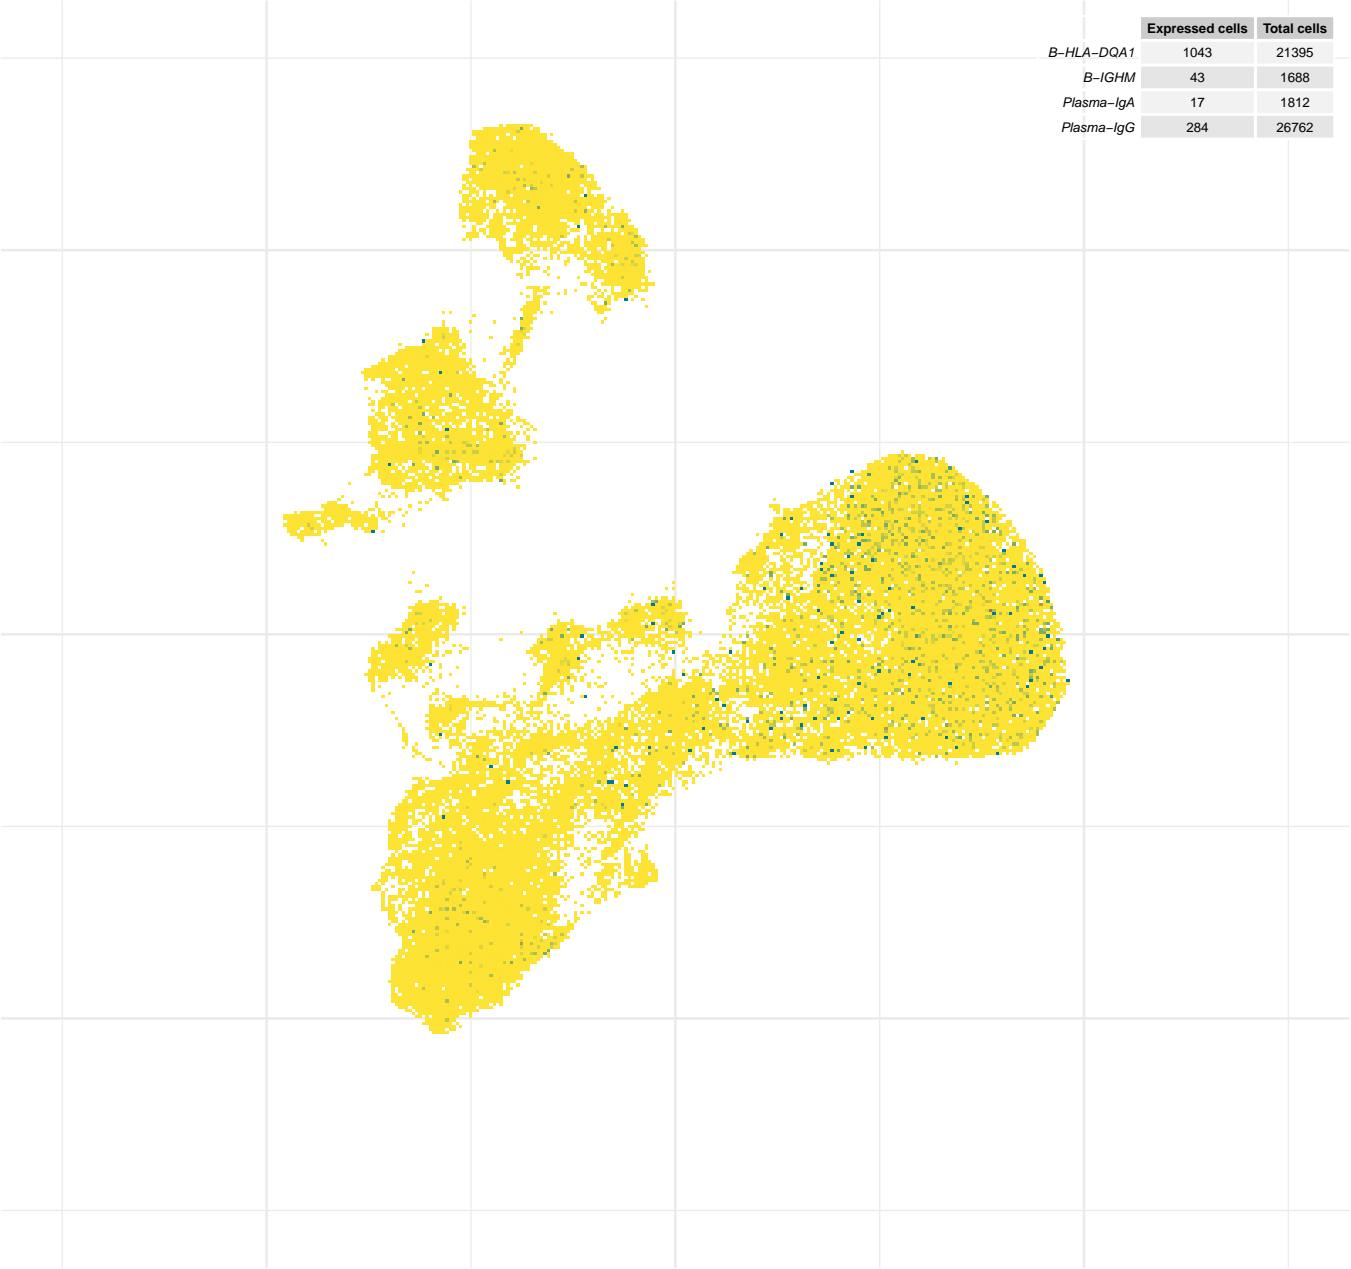 Expressed cells Total cells
B−HLA−DQA1 1043 21395
B−IGHM 43 1688
Plasma−IgA 17 1812
Plasma−IgG 284 26762